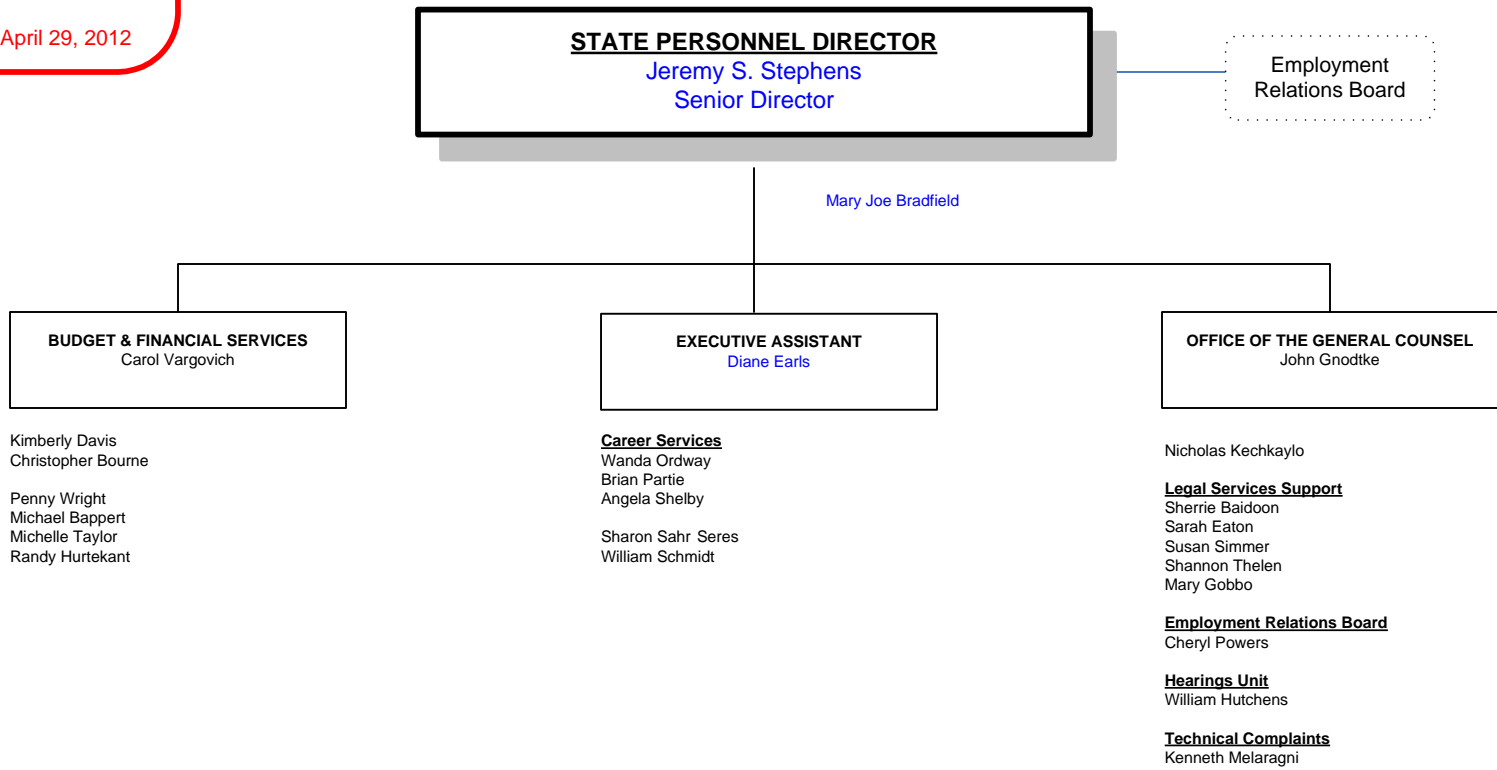 April 29, 2012
STATE PERSONNEL DIRECTOR
Jeremy S. Stephens
Senior Director
Employment
Relations Board
Mary Joe Bradfield
BUDGET & FINANCIAL SERVICES
Carol Vargovich
Kimberly Davis
Christopher Bourne
Penny Wright
Michael Bappert
Michelle Taylor
Randy Hurtekant
EXECUTIVE ASSISTANT
Diane Earls
Career Services
Wanda Ordway
Brian Partie
Angela Shelby
Sharon Sahr Seres
William Schmidt
OFFICE OF THE GENERAL COUNSEL
John Gnodtke
Nicholas Kechkaylo
Legal Services Support
Sherrie Baidoon
Sarah Eaton
Susan Simmer
Shannon Thelen
Mary Gobbo
Employment Relations Board
Cheryl Powers
Hearings Unit
William Hutchens
Technical Complaints
Kenneth Melaragni